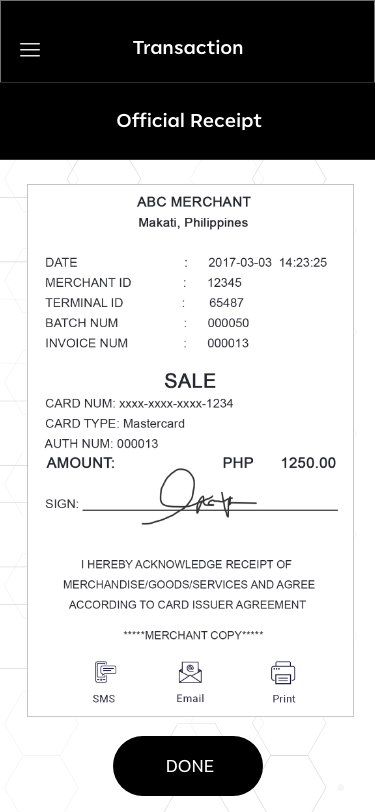 Transaction
Official Receipt
ABC MERCHANT
Makati, Philippines
DATE : 2017-03-03 14:23:25
MERCHANT ID : 12345
TERMINAL ID : 65487
BATCH NUM : 000050
INVOICE NUM : 000013
SALE
CARD NUM: xxxx-xxxx-xxxx-1234
CARD TYPE: Mastercard
AUTH NUM: 000013
AMOUNT: PHP 1250.00
SIGN:
I HEREBY ACKNOWLEDGE RECEIPT OF
MERCHANDISE/GOODS/SERVICES AND AGREE
ACCORDING TO CARD ISSUER AGREEMENT
*****MERCHANT COPY*****
SMS Email Print
DONE